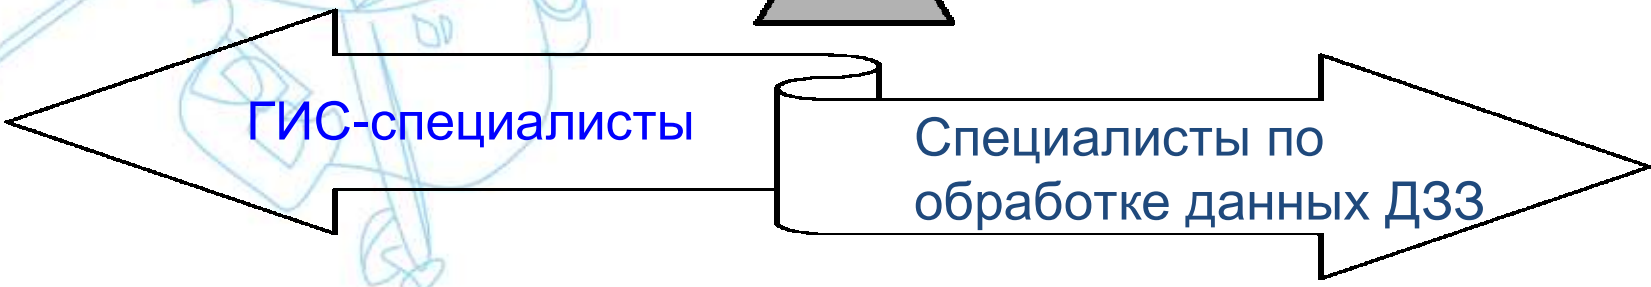 ГИС-специалисты
Специалисты по
обработке данных ДЗЗ